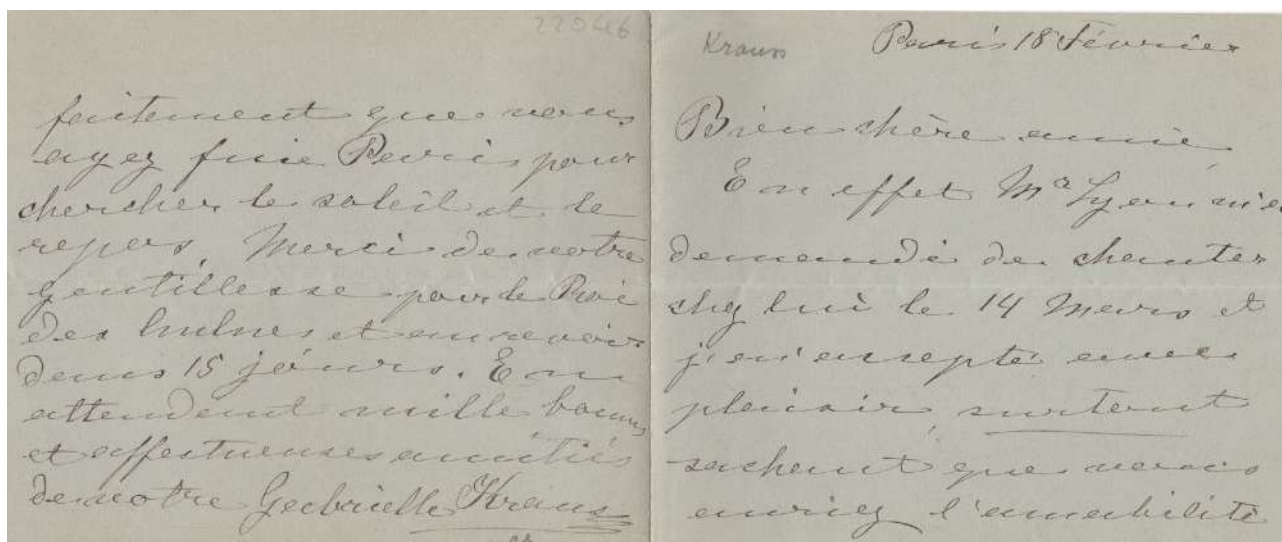 Krauss
Paris 18 Février
Bien chère amie,
En effet Mr Lyon m'a
demandé de chanter
chez lui le 14 Mars et
j'ai accepté avec
plaisir, surtout
sachant que vous
auriez l'amabilité
22046
faitement que vous
ayez fuie Paris pour
chercher le soleil et le
repos. Merci de votre
gentillesse pour le Roi
des Aulnes et au revoir
dans 15 jours. En
attendant mille bonnes
et affectueuses amitiés
de votre Gabrielle Krauss